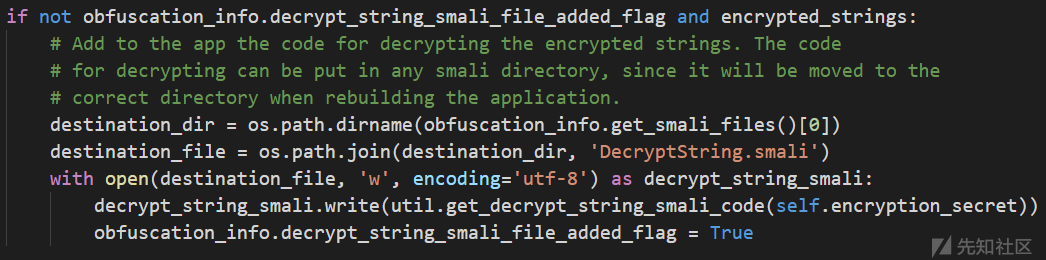 if not obfuscation_info.decrypt_string_smali_file_added_flag and encrypted_strings:
    # Add to the app the code for decrypting the encrypted strings. The code
    # for decrypting can be put in any smali directory, since it will be moved to the
    # correct directory when rebuilding the application.
    destination_dir = os.path.dirname(obfuscation_info.get_smali_files()[0])
    destination_file = os.path.join(destination_dir, 'DecryptString.smali')
    with open(destination_file, 'w', encoding='utf-8') as decrypt_string_smali:
        decrypt_string_smali.write(util.get_decrypt_string_smali_code(self.encryption_secret))
        obfuscation_info.decrypt_string_smali_file_added_flag = True
先知社区